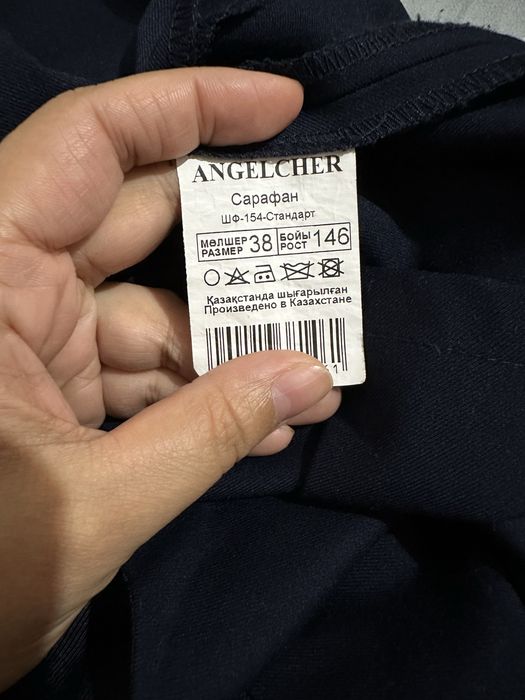 ANGELCHER
Сарафан
ШФ-154-Стандарт
МӨЛШЕР РАЗМЕР 38 БОЙЫ РОСТ 146
Қазақстанда шығарылған
Произведено в Казахстане